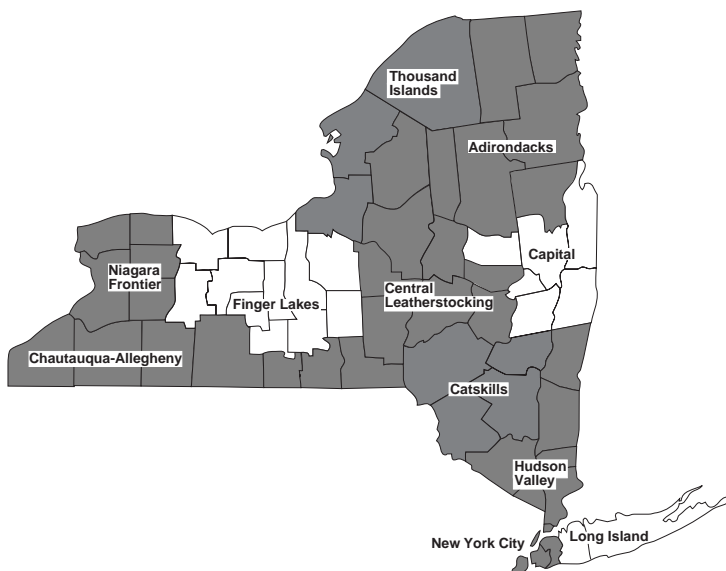 Thousand
Islands
Adirondacks
Capital
Niagara
Frontier
Finger Lakes
Central
Leatherstocking
Chautauqua-Allegheny
Catskills
Hudson
Valley
New York City
Long Island